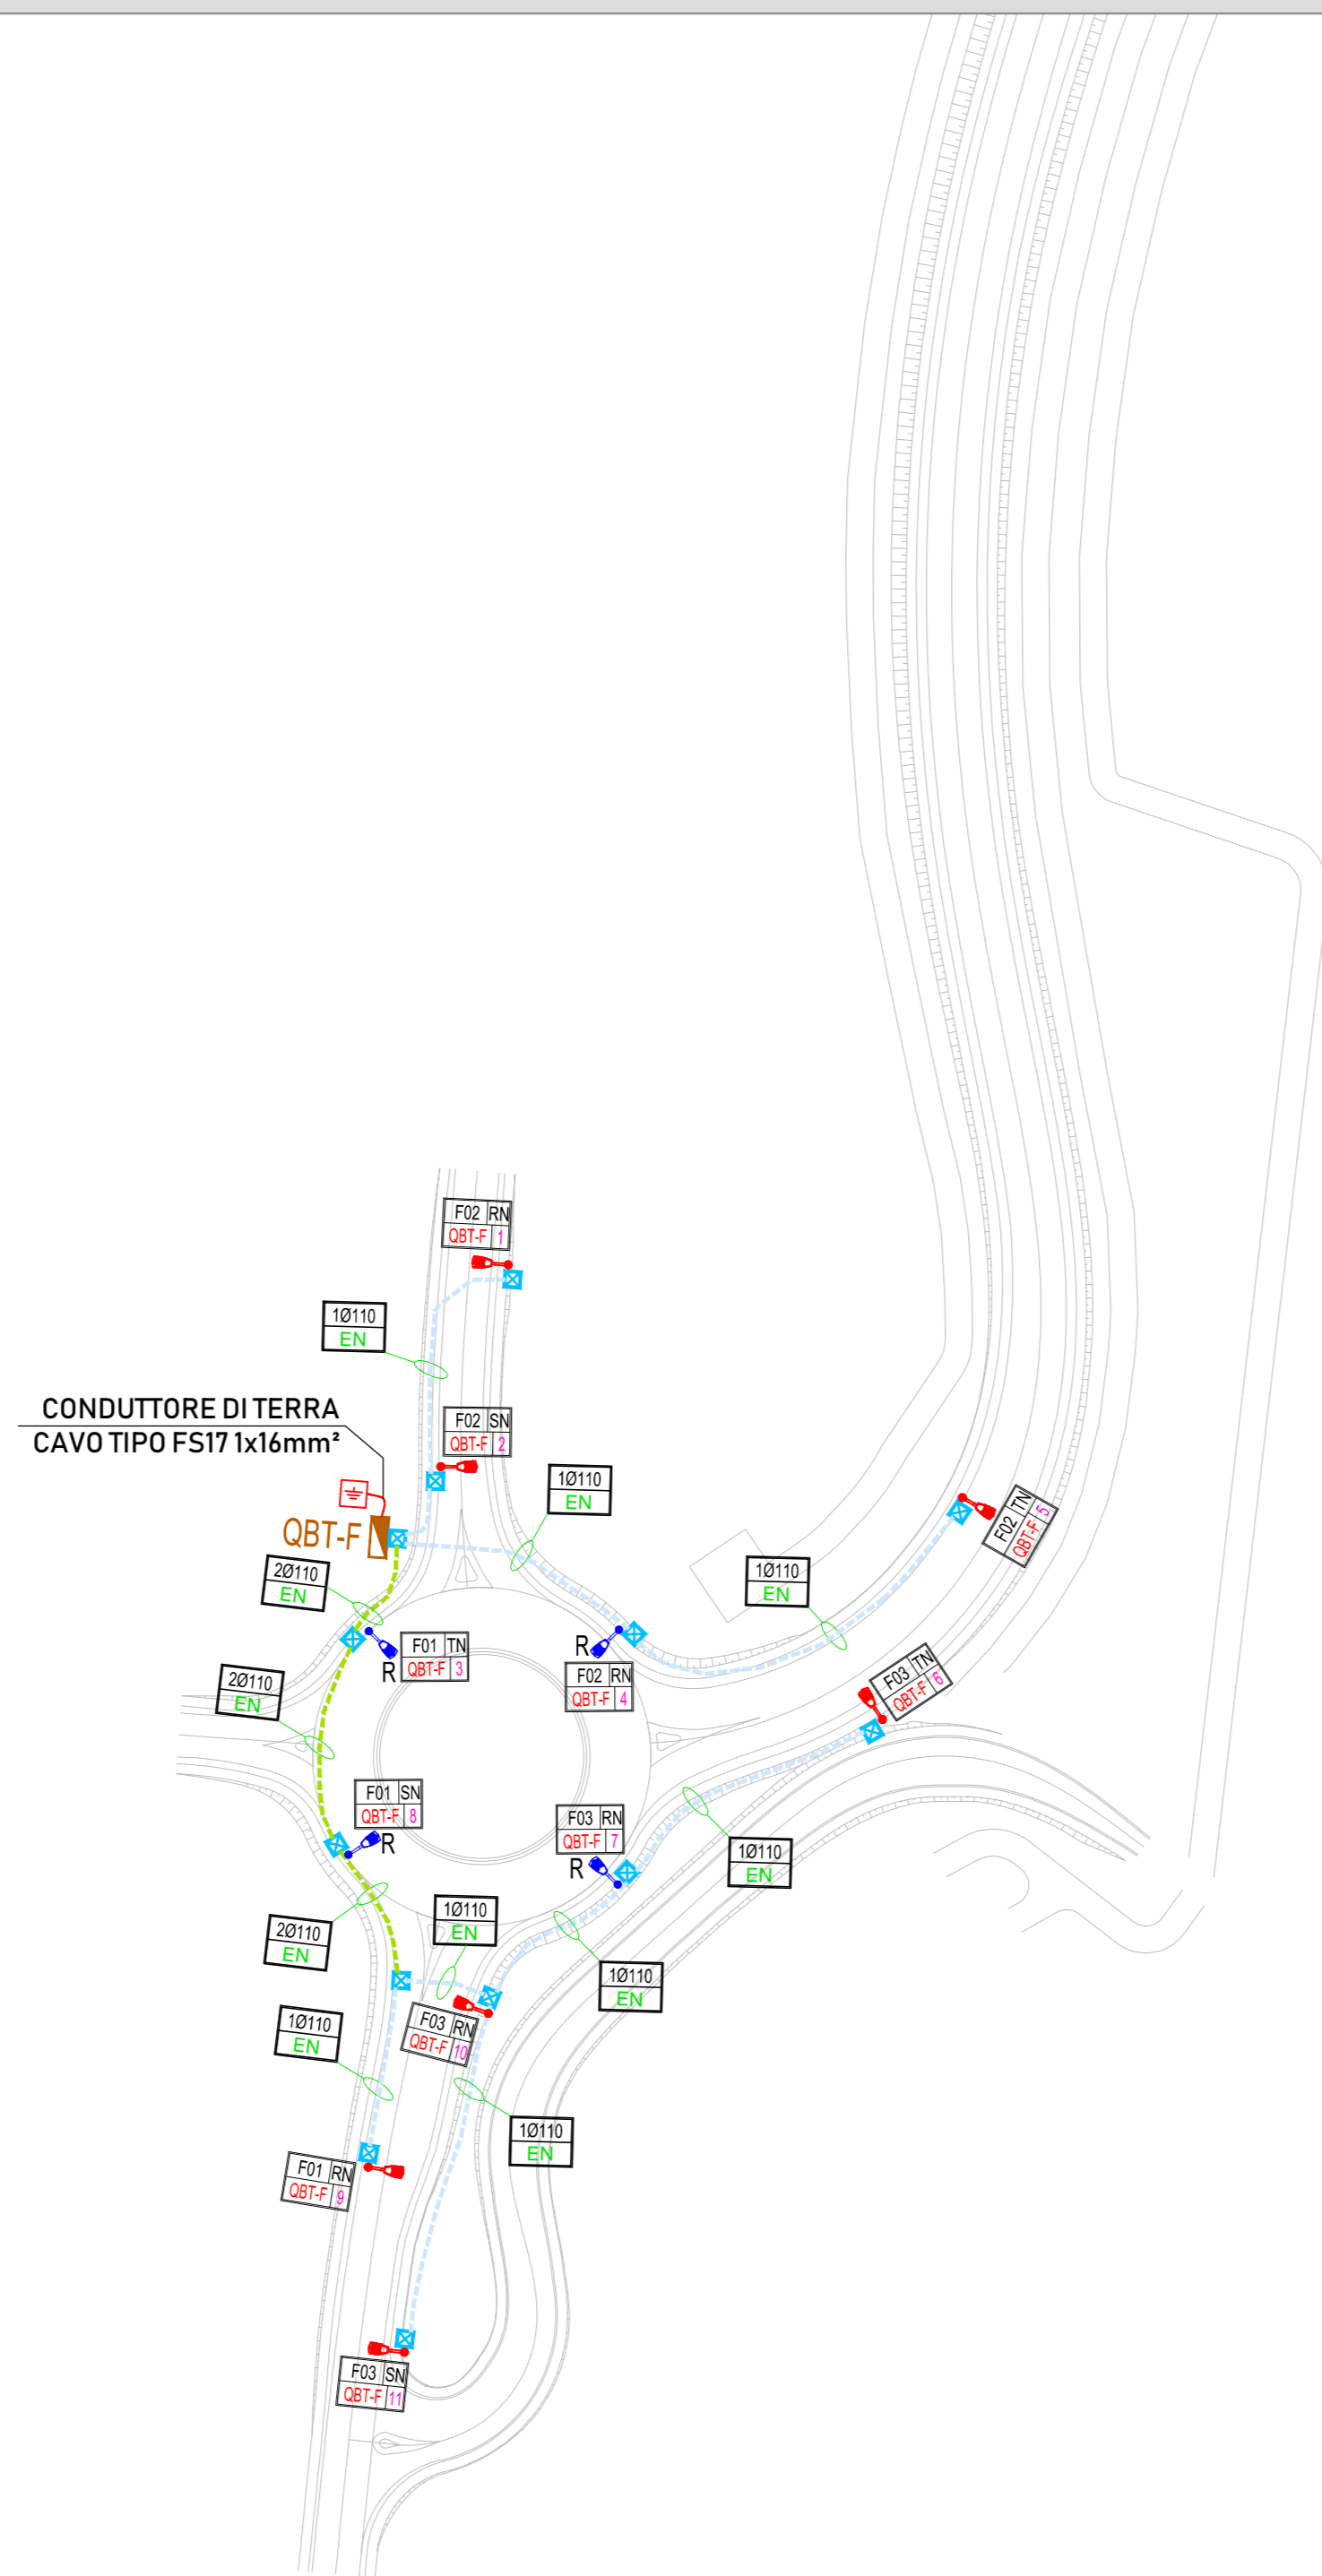 F02 RN
QBT-F 1
1Ø110
EN
CONDUTTORE DI TERRA
CAVO TIPO FS17 1x16mm²
F02 SN
QBT-F 2
1Ø110
EN
QBT-F
F02 TN
QBT-F 5
2Ø110
EN
1Ø110
EN
R
F01 TN
QBT-F 3
R
F02 RN
QBT-F 4
F03 TN
QBT-F 6
2Ø110
EN
F01 SN
QBT-F 8
R
F03 RN
QBT-F 7
R
1Ø110
EN
1Ø110
EN
2Ø110
EN
1Ø110
EN
1Ø110
EN
F03 RN
QBT-F 10
1Ø110
EN
F01 RN
QBT-F 9
F03 SN
QBT-F 11